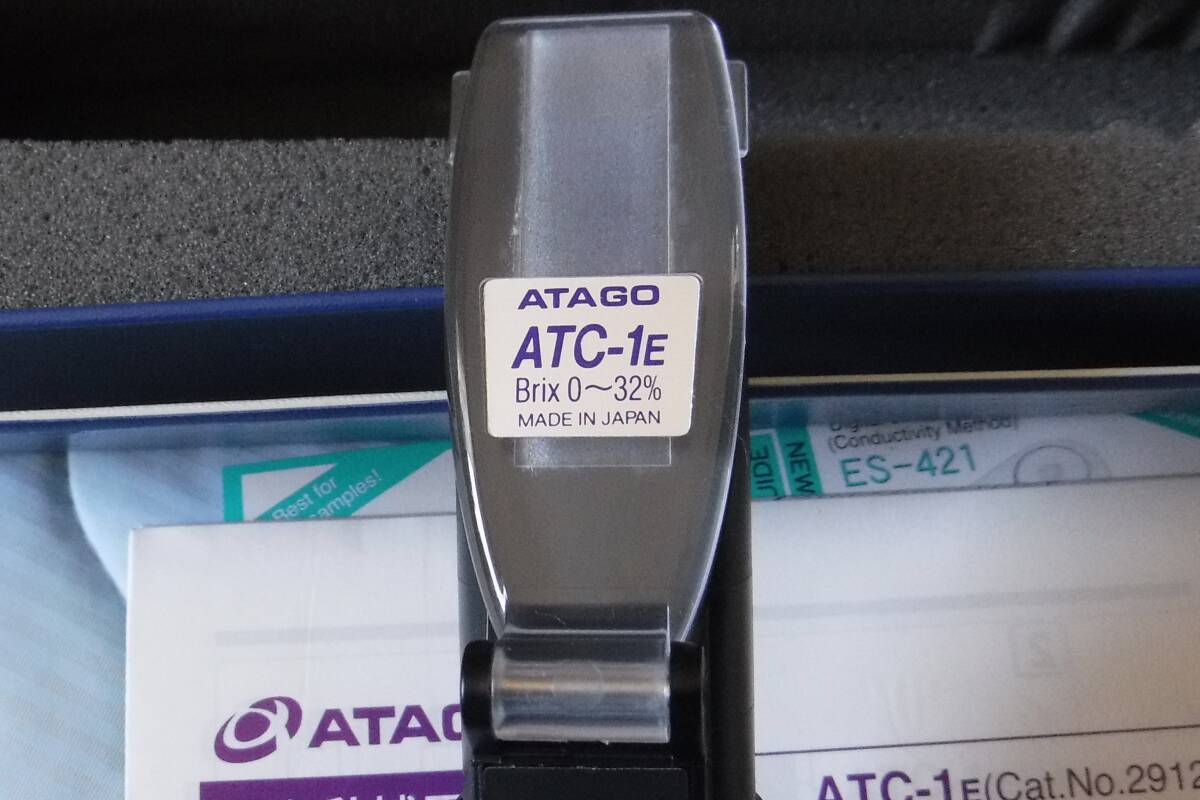 ATAGO
ATC-1E
Brix 0～32%
MADE IN JAPAN
(Conductivity Method)
ES-421
NEW
Best for
samples!
ATAGO
ATC-1E(Cat.No.2912